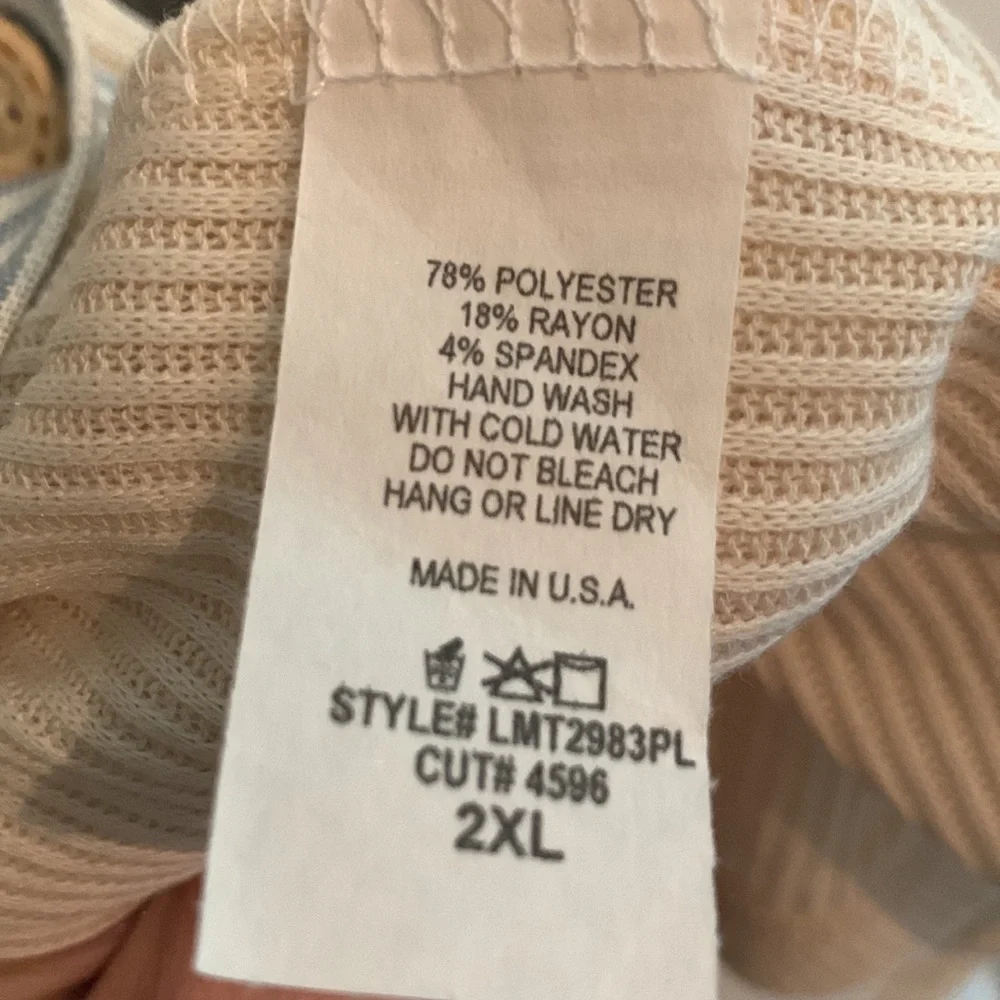 78% POLYESTER
18% RAYON
4% SPANDEX
HAND WASH
WITH COLD WATER
DO NOT BLEACH
HANG OR LINE DRY
MADE IN U.S.A.
STYLE# LMT2983PL
CUT# 4596
2XL